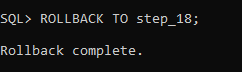 SQL> ROLLBACK TO step_18;
Rollback complete.